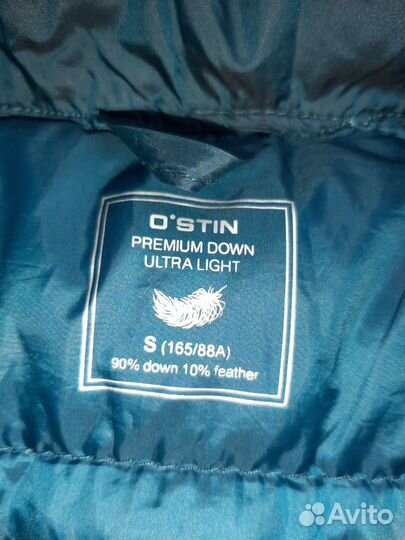 O'STIN
PREMIUM DOWN
ULTRA LIGHT
S (165/88A)
90% down 10% feather
Avito